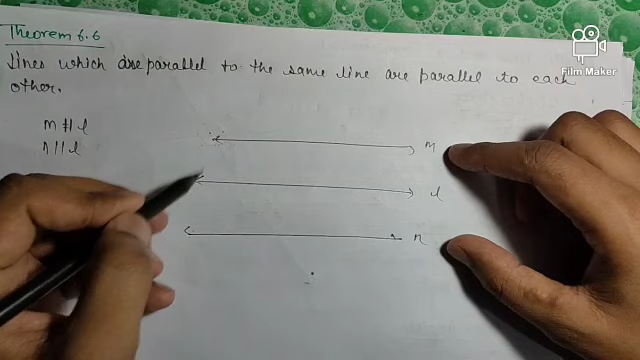 Theorem 6.6
Lines which are parallel to the same line are parallel to each
other.
m || l
n || l
m
l
n
Film Maker